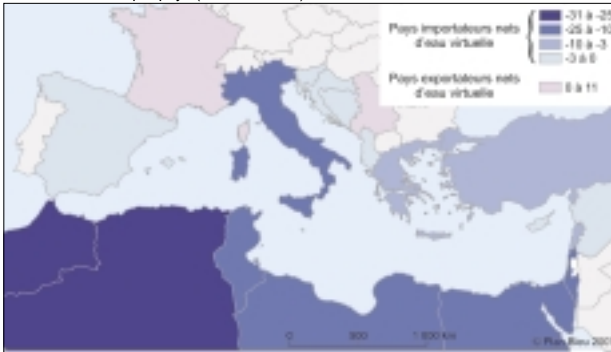 Pays importateurs nets
d'eau virtuelle
-31 à -25
-25 à -10
-10 à -3
-3 à 0
Pays exportateurs nets
d'eau virtuelle
0 à 11
0 500 1 000 Km
© Plan Bleu